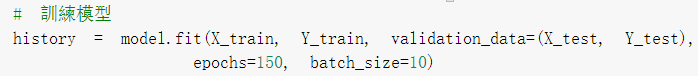 # 訓練模型
history = model.fit(X_train, Y_train, validation_data=(X_test, Y_test),
epochs=150, batch_size=10)